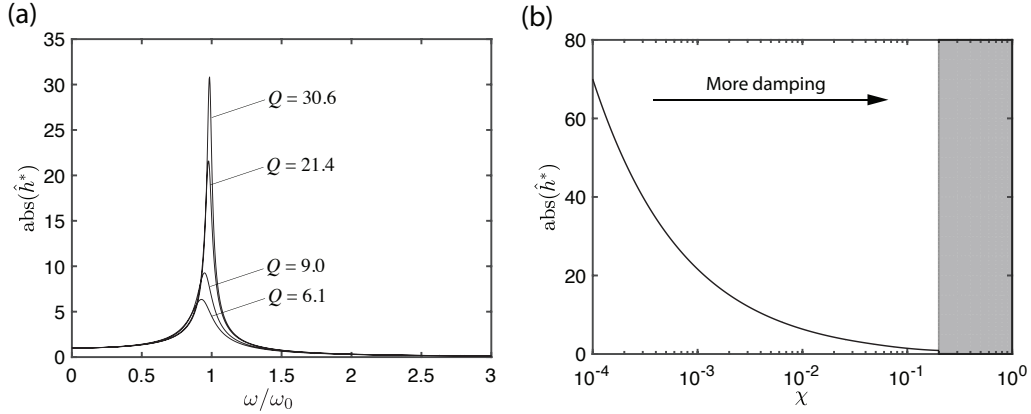 (a)
35
30
25
20
15
10
5
0
abs(ĥ*)
Q = 30.6
Q = 21.4
Q = 9.0
Q = 6.1
0 0.5 1 1.5 2 2.5 3
ω/ω₀
(b)
80
60
40
20
0
abs(ĥ*)
More damping
10⁻⁴ 10⁻³ 10⁻² 10⁻¹ 10⁰
χ